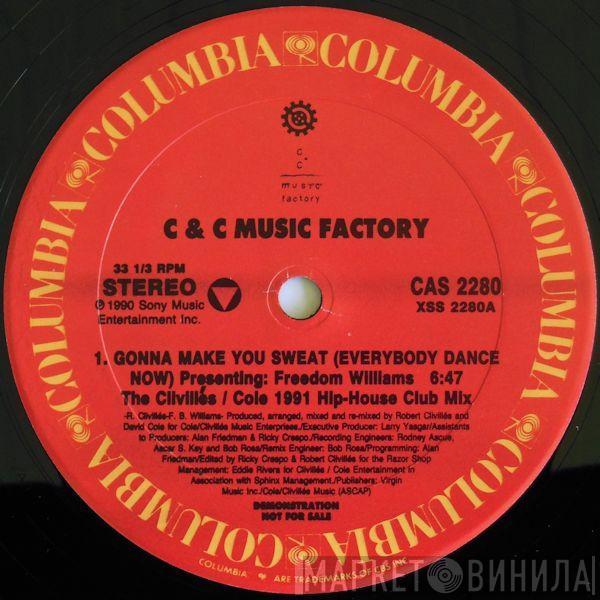 COLUMBIA COLUMBIA COLUMBIA COLUMBIA COLUMBIA COLUMBIA COLUMBIA
c
c
music
factory
C & C MUSIC FACTORY
33 1/3 RPM
STEREO
℗ 1990 Sony Music
Entertainment Inc.
CAS 2280
XSS 2280A
1. GONNA MAKE YOU SWEAT (EVERYBODY DANCE
NOW) Presenting: Freedom Williams 6:47
The Clivillés / Cole 1991 Hip-House Club Mix
-R. Clivillés-F. B. Williams- Produced, arranged, mixed and re-mixed by Robert Clivillés and
David Cole for Cole/Clivillés Music Enterprises./Executive Producer: Larry Yasgar/Assistants
to Producers: Alan Friedman & Ricky Crespo./Recording Engineers: Rodney Ascue,
Aacar S. Kay and Bob Rosa/Remix Engineer: Bob Rosa/Programming: Alan
Friedman/Edited by Ricky Crespo & Robert Clivillés for the Razor Shop
Management: Eddie Rivera for Clivillés / Cole Entertainment in
Association with Sphinx Management./Publishers: Virgin
Music Inc./Cole/Clivilles Music (ASCAP)
DEMONSTRATION
NOT FOR SALE
COLUMBIA, ARE TRADEMARKS OF CBS INC.
МАРКЕТ ВИНИЛА